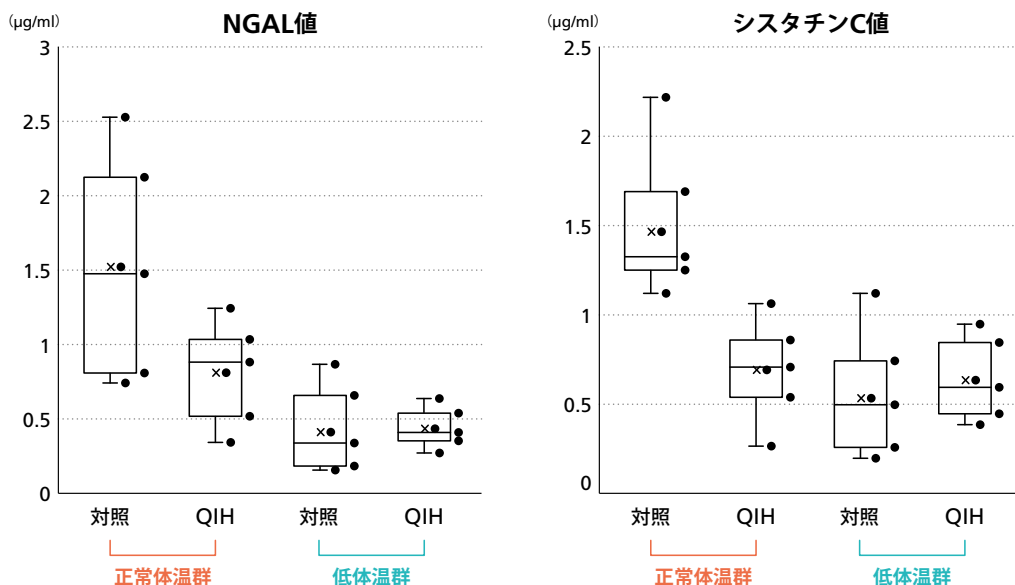 (μg/ml)
NGAL値
3
2.5
2
1.5
1
0.5
0
対照
QIH
対照
QIH
正常体温群
低体温群
(μg/ml)
シスタチンC値
2.5
2
1.5
1
0.5
0
対照
QIH
対照
QIH
正常体温群
低体温群